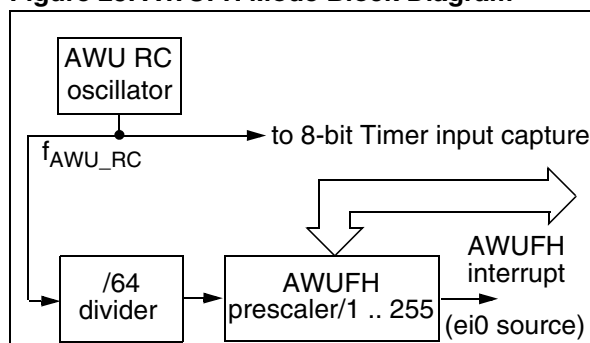 Figure AWUFH Mode Block Diagram
AWU RC
oscillator
to 8-bit Timer input capture
fAWU_RC
/64
divider
AWUFH
prescaler/1 .. 255
AWUFH
interrupt
(ei0 source)